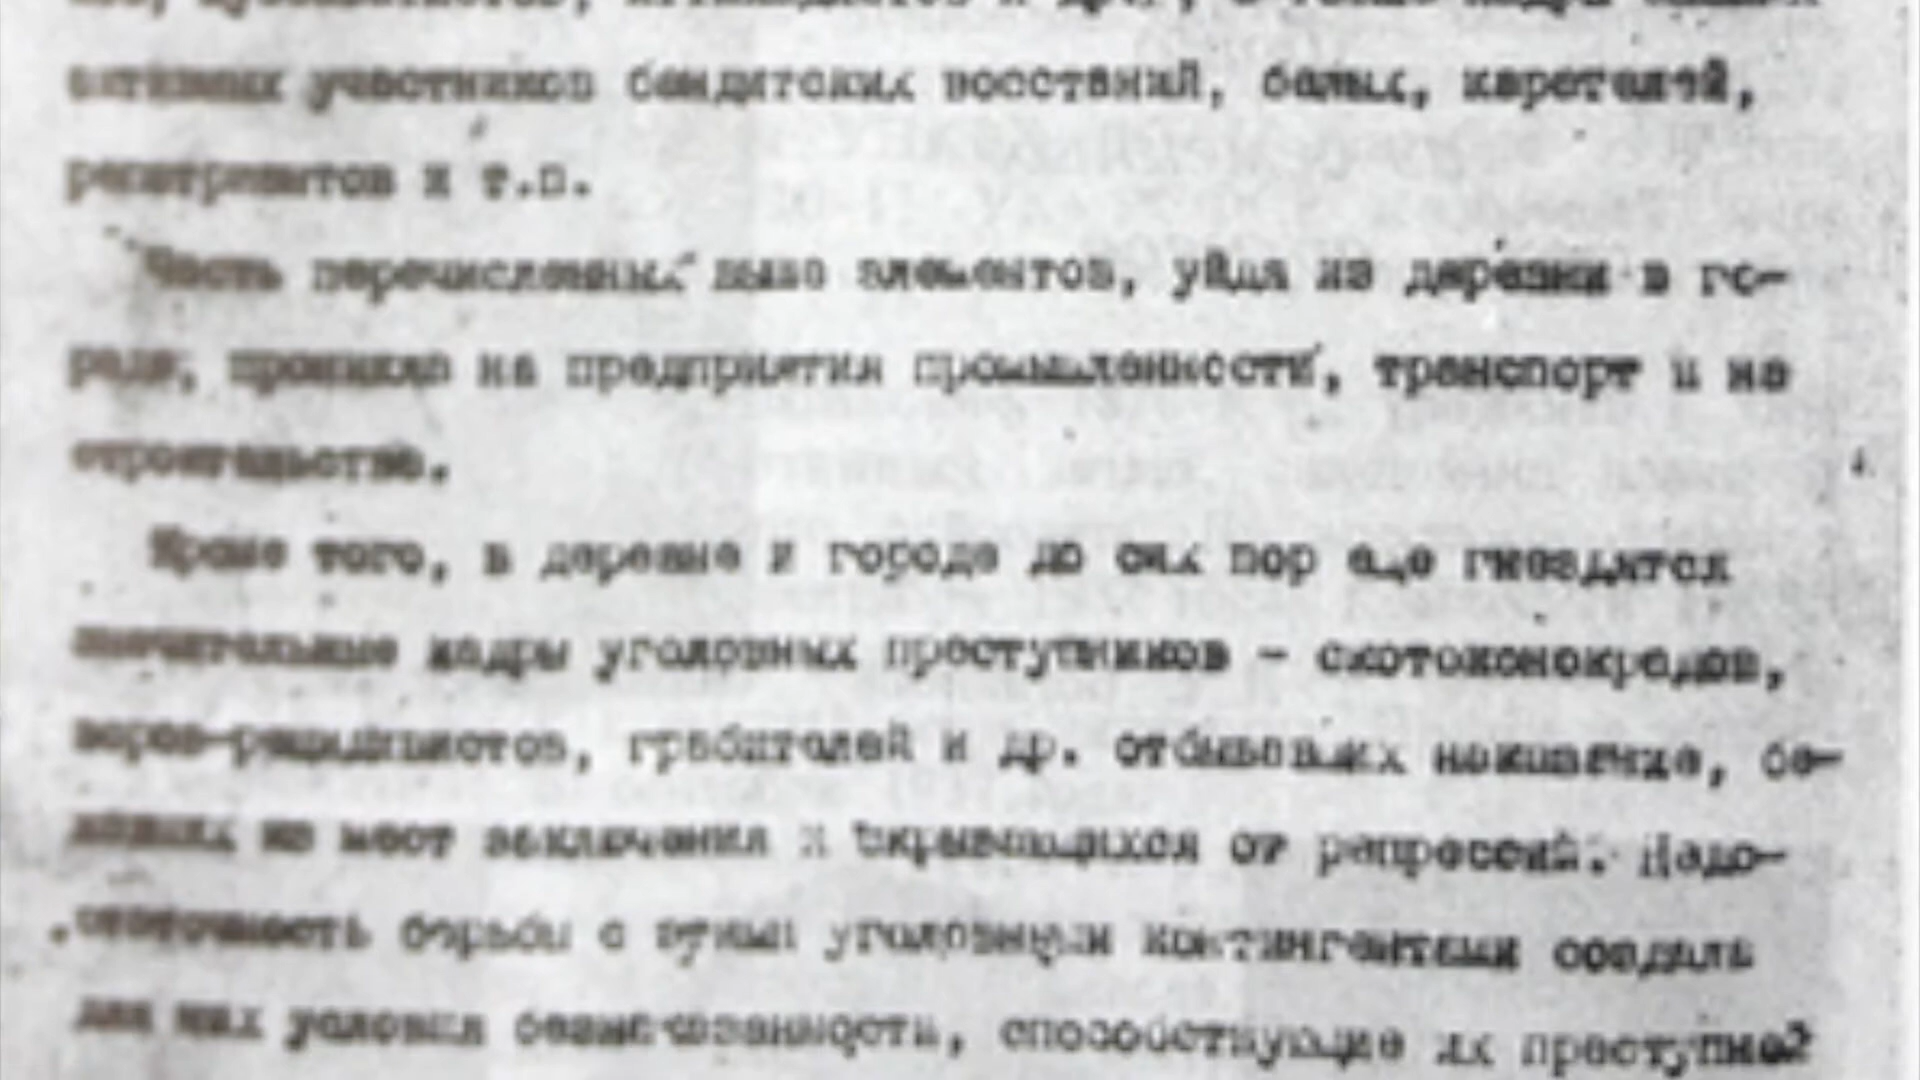 активных участников бандитских восстаний, белых, карателей,
репатриантов и т.п.
Часть перечисленных выше элементов, уйдя из деревни в го-
рода, проникло на предприятия промышленности, транспорт и на
строительство.
Кроме того, в деревне и городе до сих пор еще гнездятся
значительные кадры уголовных преступников - скотоконокрадов,
воров-рецидивистов, грабителей и др. отбывавших наказание, бе-
жавших из мест заключения и скрывающихся от репрессий. Недо-
статочность борьбы с этими уголовными контингентами создала
для них условия безнаказанности, способствующие их преступной